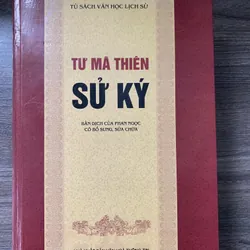 TỦ SÁCH VĂN HỌC LỊCH SỬ
TƯ MÃ THIÊN
SỬ KÝ
BẢN DỊCH CỦA PHAN NGỌC
CÓ BỔ SUNG, SỬA CHỮA